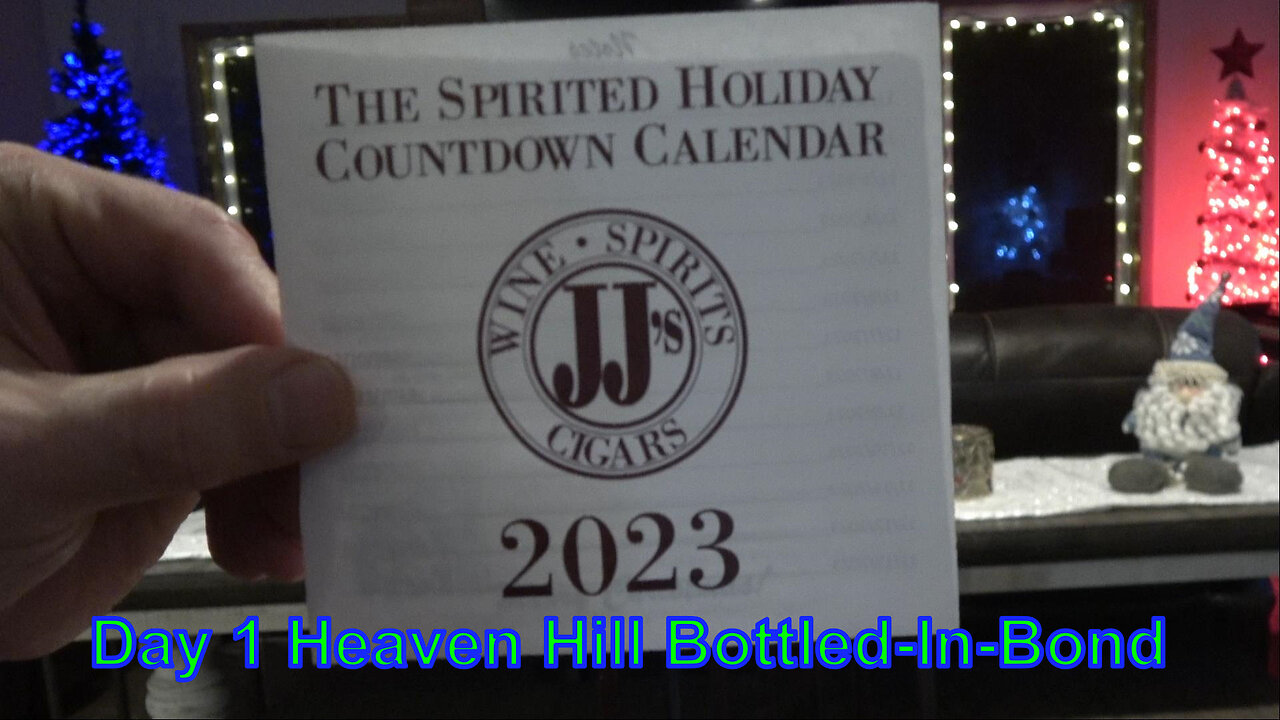 THE SPIRITED HOLIDAY
COUNTDOWN CALENDAR
WINE • SPIRITS
JJ's
CIGARS
2023
Day 1 Heaven Hill Bottled-In-Bond